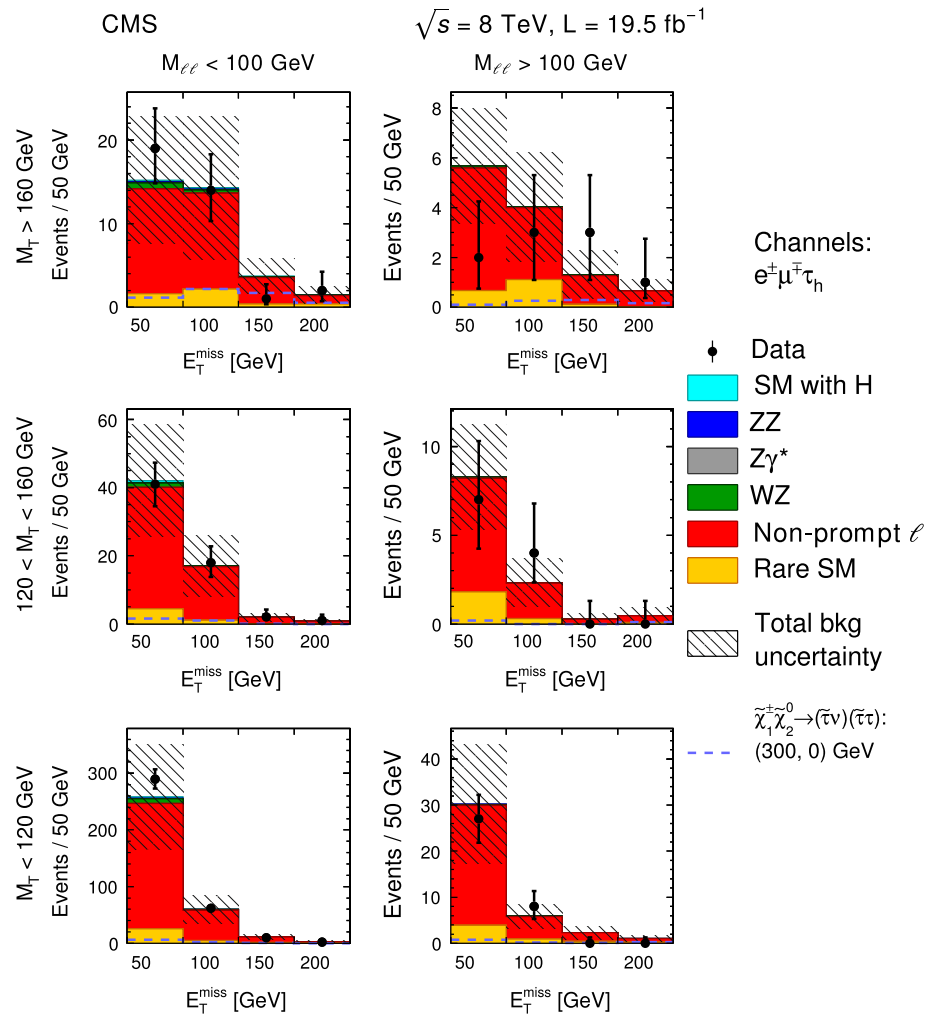 CMS
√s = 8 TeV, L = 19.5 fb⁻¹
M_ℓℓ < 100 GeV
M_ℓℓ > 100 GeV
M_T > 160 GeV
Events / 50 GeV
20
10
0
50 100 150 200
E_T^miss [GeV]
Events / 50 GeV
8
6
4
2
0
50 100 150 200
E_T^miss [GeV]
120 < M_T < 160 GeV
Events / 50 GeV
60
40
20
0
50 100 150 200
E_T^miss [GeV]
Events / 50 GeV
10
5
0
50 100 150 200
E_T^miss [GeV]
M_T < 120 GeV
Events / 50 GeV
300
200
100
0
50 100 150 200
E_T^miss [GeV]
Events / 50 GeV
40
30
20
10
0
50 100 150 200
E_T^miss [GeV]
Channels:
e^±μ^∓τ_h
Data
SM with H
ZZ
Zγ*
WZ
Non-prompt ℓ
Rare SM
Total bkg
uncertainty
χ̃₁^±χ̃₂⁰→(τ̃ν)(τ̃τ):
(300, 0) GeV